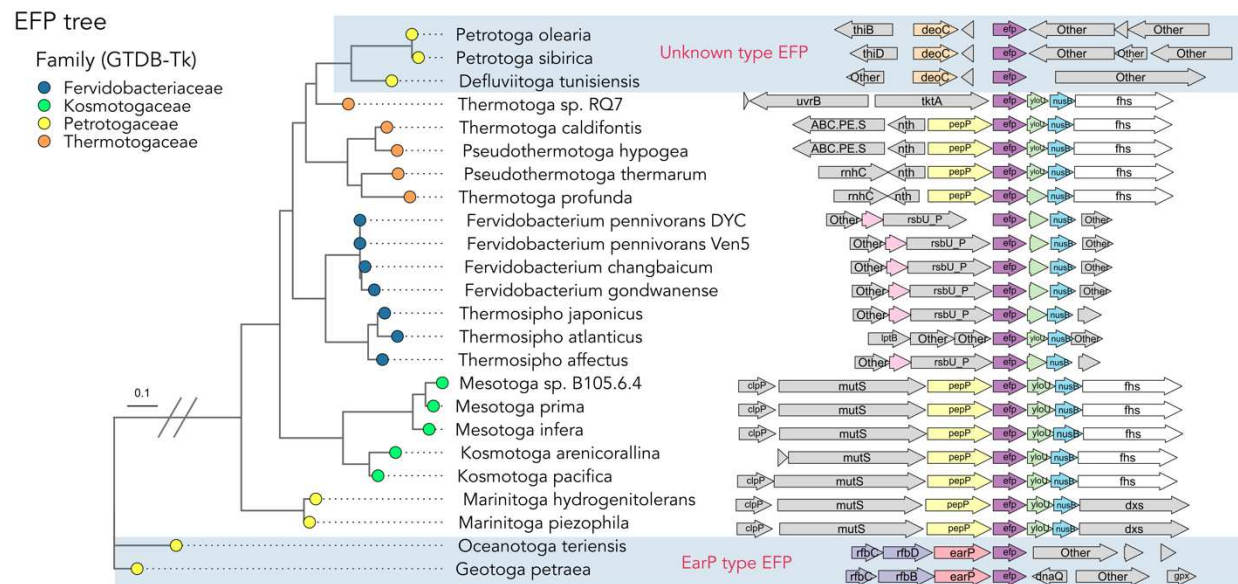 EFP tree
Family (GTDB-Tk)
Fervidobacteriaceae
Kosmotogaceae
Petrotogaceae
Thermotogaceae
0.1
Unknown type EFP
Petrotoga olearia thiB deoC efp Other Other
Petrotoga sibirica thiD deoC efp Other Other Other
Defluviitoga tunisiensis Other deoC efp Other
Thermotoga sp. RQ7 uvrB tktA efp yloU nusB fhs
Thermotoga caldifontis ABC.PE.S nth pepP efp yloU nusB fhs
Pseudothermotoga hypogea ABC.PE.S nth pepP efp yloU nusB fhs
Pseudothermotoga thermarum rnhC nth pepP efp yloU nusB fhs
Thermotoga profunda rnhC nth pepP efp yloU nusB fhs
Fervidobacterium pennivorans DYC Other rsbU_P efp nusB Other
Fervidobacterium pennivorans Ven5 Other rsbU_P efp nusB Other
Fervidobacterium changbaicum Other rsbU_P efp nusB Other
Fervidobacterium gondwanense Other rsbU_P efp nusB Other
Thermosipho japonicus Other rsbU_P efp yloU nusB
Thermosipho atlanticus lptB Other Other efp yloU nusB Other
Thermosipho affectus Other rsbU_P efp nusB
Mesotoga sp. B105.6.4 clpP mutS pepP efp yloU nusB fhs
Mesotoga prima clpP mutS pepP efp yloU nusB fhs
Mesotoga infera clpP mutS pepP efp yloU nusB fhs
Kosmotoga arenicorallina mutS pepP efp yloU nusB fhs
Kosmotoga pacifica clpP mutS pepP efp yloU nusB fhs
Marinitoga hydrogenitolerans clpP mutS pepP efp yloU nusB dxs
Marinitoga piezophila clpP mutS pepP efp yloU nusB dxs
Oceanotoga teriensis rfbC rfbD earP efp Other
EarP type EFP
Geotoga petraea rfbC rfbB earP efp dnaQ Other gpx